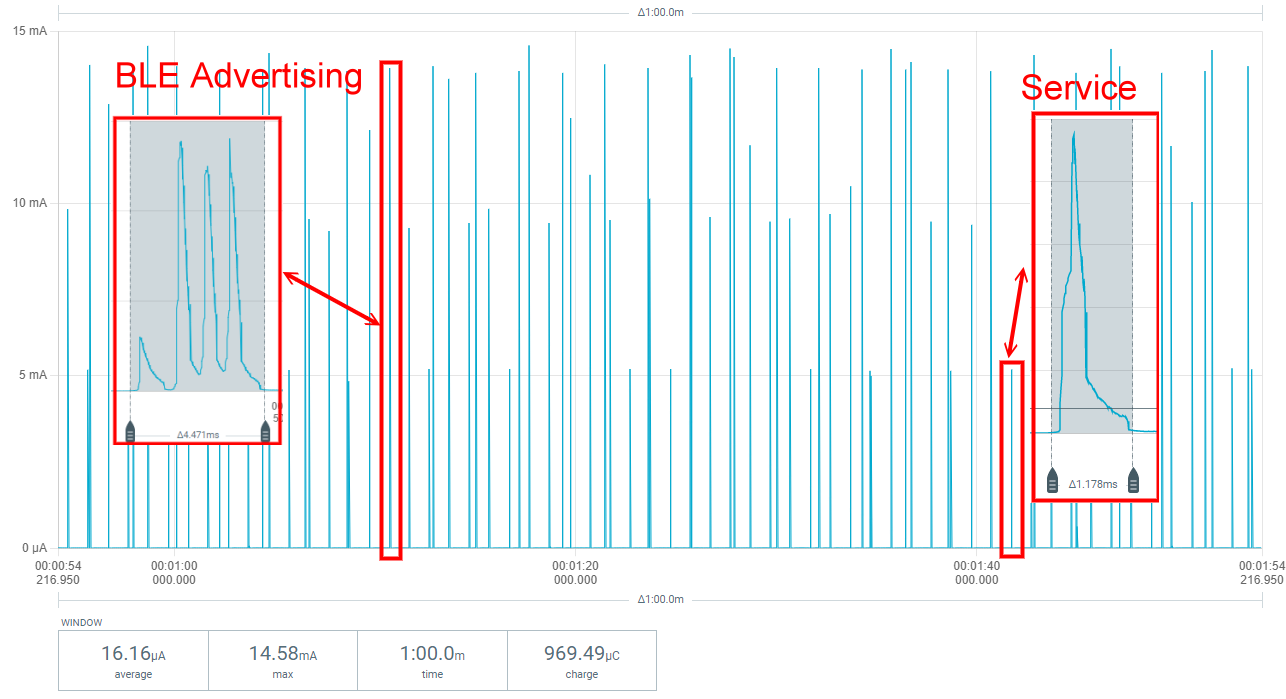 Δ1:00.0m
15 mA
BLE Advertising
Service
10 mA
00
5
Δ4.471ms
Δ1.178ms
5 mA
0 µA
00:00:54
216.950
00:01:00
000.000
00:01:20
000.000
00:01:40
000.000
00:01:54
216.950
Δ1:00.0m
WINDOW
16.16µA
average
14.58mA
max
1:00.0m
time
969.49µC
charge